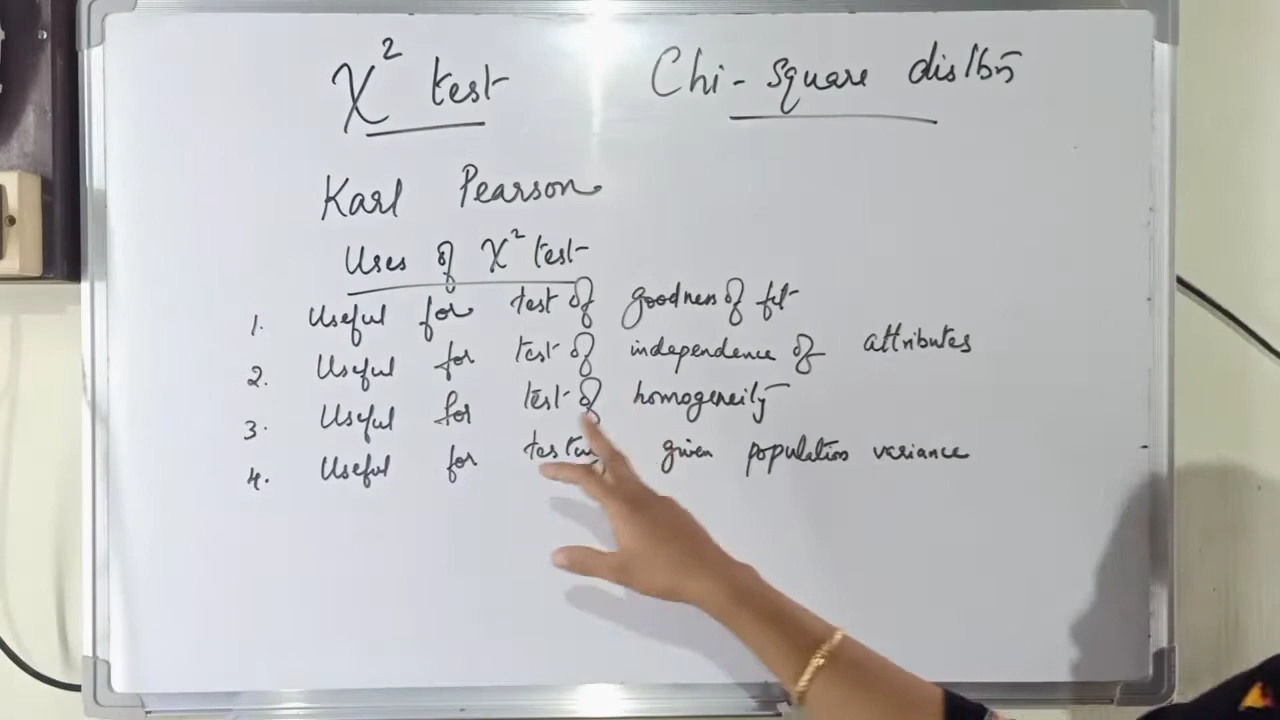 χ² test Chi-square distbn
Karl Pearson
Uses of χ² test
1. Useful for test of goodness of fit
2. Useful for test of independence of attributes
3. Useful for test of homogeneity
4. Useful for given population variance